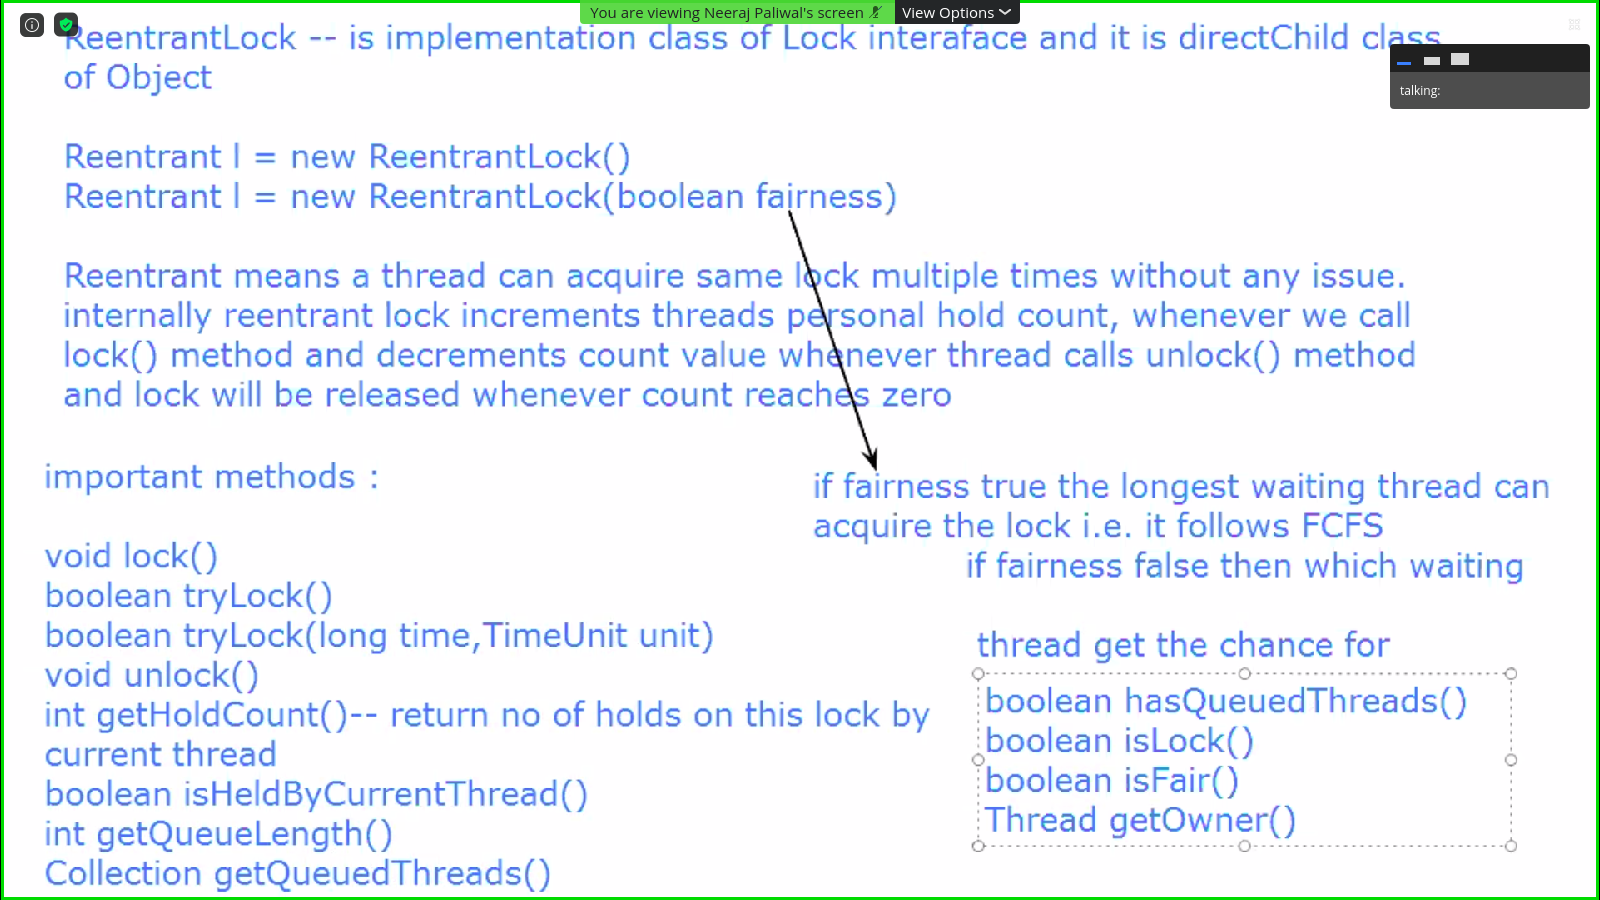 You are viewing Neeraj Paliwal's screen
View Options
ReentrantLock -- is implementation class of Lock interaface and it is directChild class
of Object
talking:
Reentrant l = new ReentrantLock()
Reentrant l = new ReentrantLock(boolean fairness)
Reentrant means a thread can acquire same lock multiple times without any issue.
internally reentrant lock increments threads personal hold count, whenever we call
lock() method and decrements count value whenever thread calls unlock() method
and lock will be released whenever count reaches zero
important methods :
void lock()
boolean tryLock()
boolean tryLock(long time,TimeUnit unit)
void unlock()
int getHoldCount()-- return no of holds on this lock by
current thread
boolean isHeldByCurrentThread()
int getQueueLength()
Collection getQueuedThreads()
if fairness true the longest waiting thread can
acquire the lock i.e. it follows FCFS
if fairness false then which waiting
thread get the chance for
boolean hasQueuedThreads()
boolean isLock()
boolean isFair()
Thread getOwner()